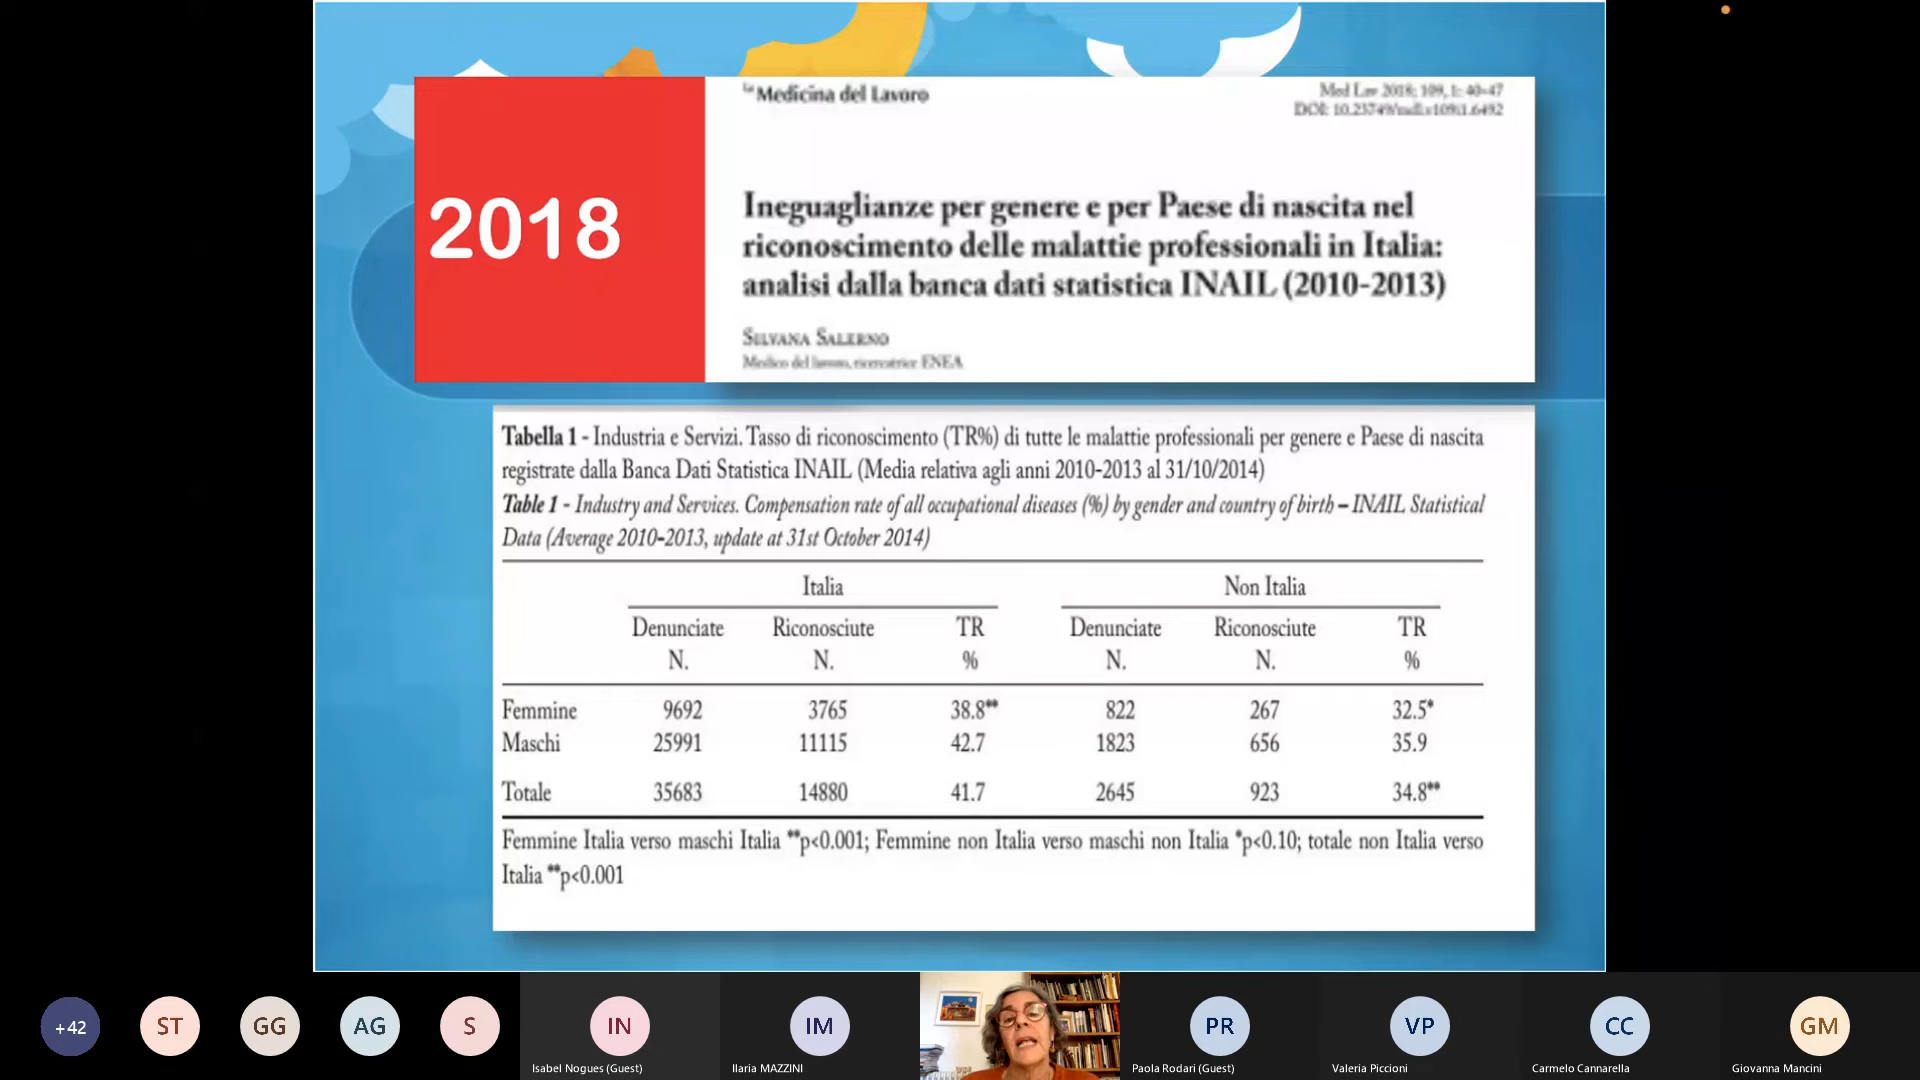 La Medicina del Lavoro
Med Lav 2018; 109, 1: 40-47
DOI: 10.23749/mdl.v109i1.6492
2018
Ineguaglianze per genere e per Paese di nascita nel
riconoscimento delle malattie professionali in Italia:
analisi dalla banca dati statistica INAIL (2010-2013)
Silvana Salerno
Medico del lavoro, ricercatrice ENEA
Tabella 1 - Industria e Servizi. Tasso di riconoscimento (TR%) di tutte le malattie professionali per genere e Paese di nascita
registrate dalla Banca Dati Statistica INAIL (Media relativa agli anni 2010-2013 al 31/10/2014)
Table 1 - Industry and Services. Compensation rate of all occupational diseases (%) by gender and country of birth – INAIL Statistical
Data (Average 2010-2013, update at 31st October 2014)
Italia Non Italia
Denunciate Riconosciute TR Denunciate Riconosciute TR
N. N. % N. N. %
Femmine 9692 3765 38.8** 822 267 32.5*
Maschi 25991 11115 42.7 1823 656 35.9
Totale 35683 14880 41.7 2645 923 34.8**
Femmine Italia verso maschi Italia **p<0.001; Femmine non Italia verso maschi non Italia *p<0.10; totale non Italia verso
Italia **p<0.001
+42 ST GG AG S IN IM PR VP CC GM
Isabel Nogues (Guest) Ilaria MAZZINI Paola Rodari (Guest) Valeria Piccioni Carmelo Cannarella Giovanna Mancini